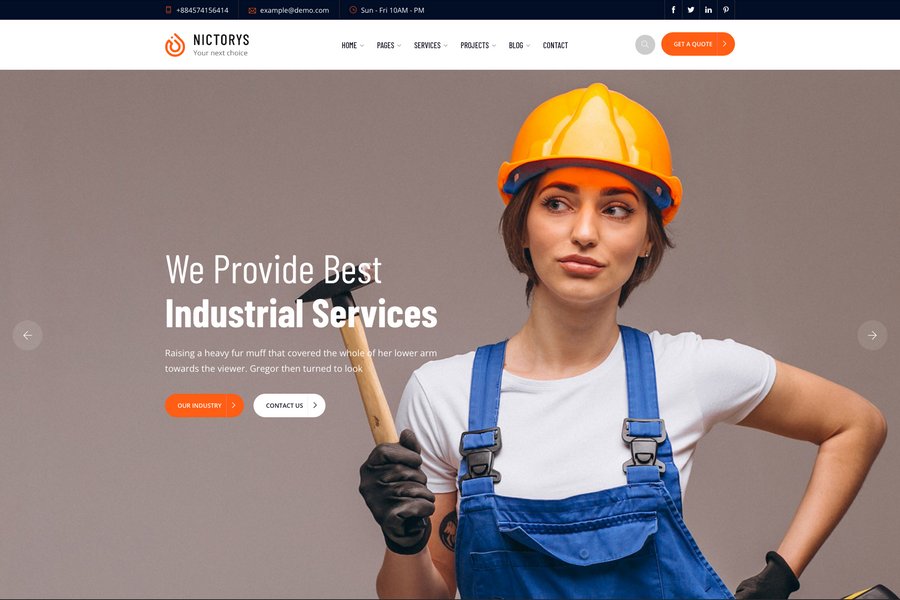 +884574156414
example@demo.com
Sun - Fri 10AM - PM
NICTORYS
Your next choice
HOME
PAGES
SERVICES
PROJECTS
BLOG
CONTACT
GET A QUOTE
We Provide Best
Industrial Services
Raising a heavy fur muff that covered the whole of her lower arm
towards the viewer. Gregor then turned to look
OUR INDUSTRY
CONTACT US